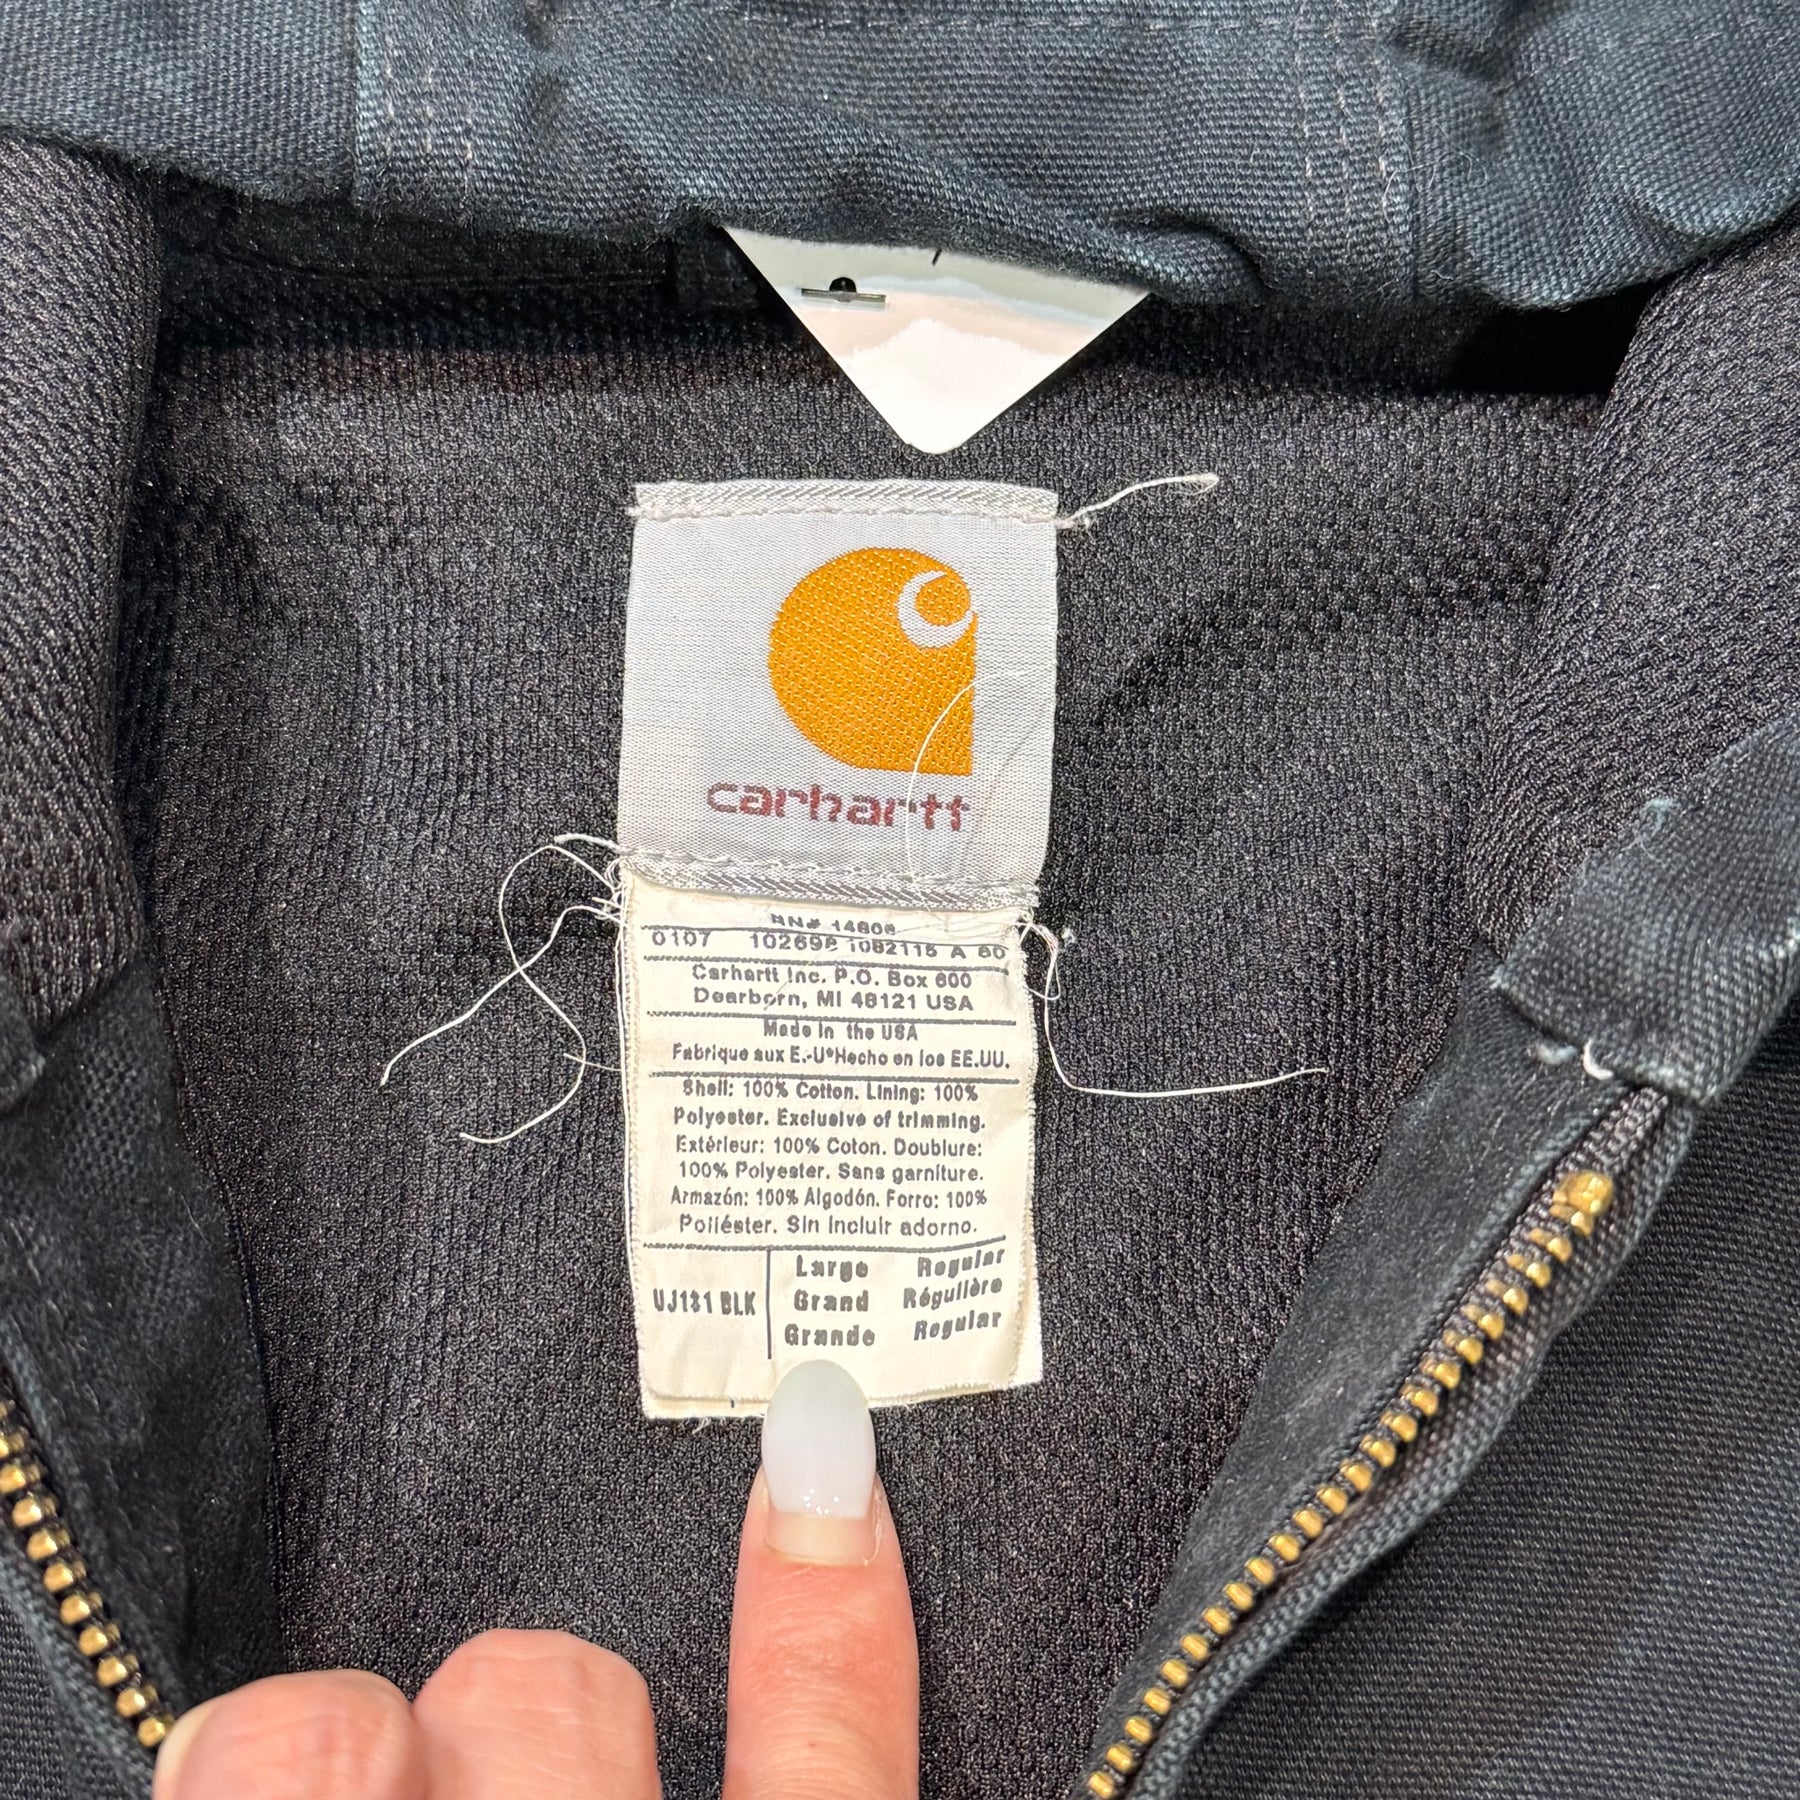 carhartt
RN# 14806
0107 102698 1082115 A 60
Carhartt Inc. P.O. Box 600
Dearborn, MI 48121 USA
Made in the USA
Fabrique aux E.-U*Hecho en los EE.UU.
Shell: 100% Cotton. Lining: 100%
Polyester. Exclusive of trimming.
Extérieur: 100% Coton. Doublure:
100% Polyester. Sans garniture.
Armazón: 100% Algodón. Forro: 100%
Poliéster. Sin incluir adorno.
UJ131 BLK
Large Regular
Grand Régulière
Grande Regular